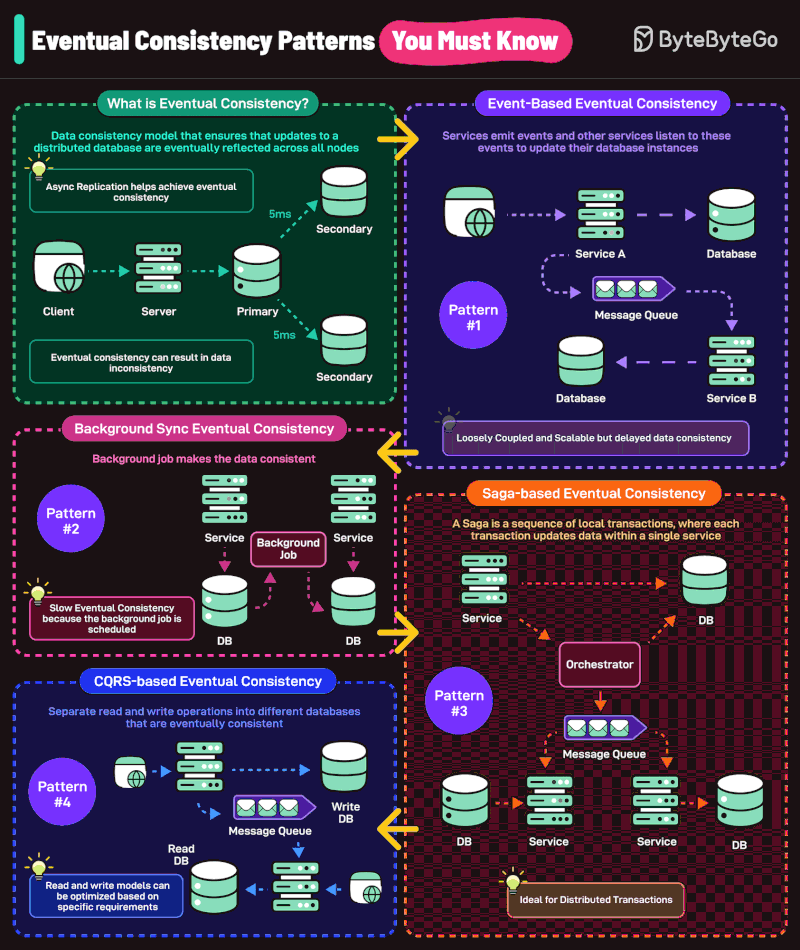 Eventual Consistency Patterns You Must Know
ByteByteGo
What is Eventual Consistency?
Data consistency model that ensures that updates to a
distributed database are eventually reflected across all nodes
Async Replication helps achieve eventual
consistency
5ms
Secondary
Client
Server
Primary
5ms
Eventual consistency can result in data
inconsistency
Secondary
Event-Based Eventual Consistency
Services emit events and other services listen to these
events to update their database instances
Service A
Database
Pattern
#1
Message Queue
Database
Service B
Loosely Coupled and Scalable but delayed data consistency
Background Sync Eventual Consistency
Background job makes the data consistent
Pattern
#2
Service
Background
Job
Service
Slow Eventual Consistency
because the background job is
scheduled
DB
DB
Saga-based Eventual Consistency
A Saga is a sequence of local transactions, where each
transaction updates data within a single service
Service
DB
Orchestrator
Pattern
#3
Message Queue
DB
Service
Service
DB
Ideal for Distributed Transactions
CQRS-based Eventual Consistency
Separate read and write operations into different databases
that are eventually consistent
Pattern
#4
Write
DB
Message Queue
Read
DB
Read and write models can
be optimized based on
specific requirements